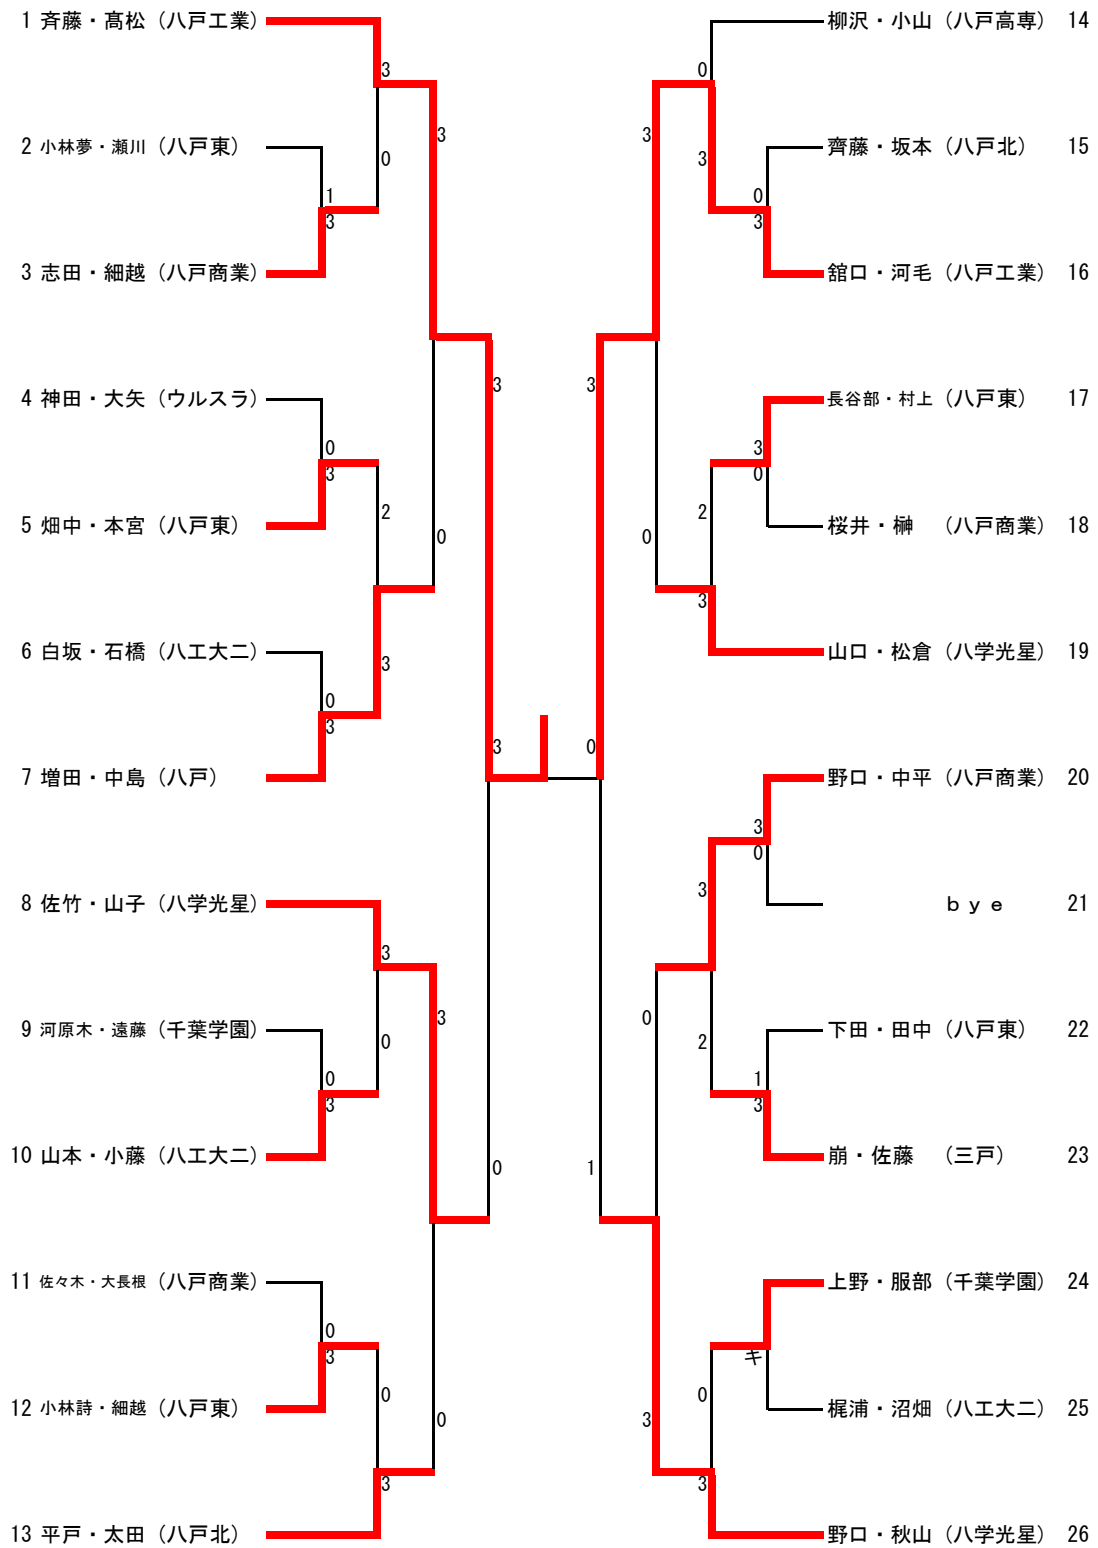 1 斉藤・髙松 (八戸工業)
3
0
3
2 小林夢・瀬川 (八戸東)
1
3
3 志田・細越 (八戸商業)
3
4 神田・大矢 (ウルスラ)
0
3
2
5 畑中・本宮 (八戸東)
0
6 白坂・石橋 (八工大二)
0
3
3
7 増田・中島 (八戸)
3
8 佐竹・山子 (八学光星)
3
0
3
9 河原木・遠藤 (千葉学園)
0
3
10 山本・小藤 (八工大二)
0
11 佐々木・大長根 (八戸商業)
0
3
0
12 小林詩・細越 (八戸東)
0
3
13 平戸・太田 (八戸北)
柳沢・小山 (八戸高専) 14
0
3
3
齊藤・坂本 (八戸北) 15
0
3
舘口・河毛 (八戸工業) 16
3
長谷部・村上 (八戸東) 17
3
0
2
桜井・榊 (八戸商業) 18
0
3
山口・松倉 (八学光星) 19
0
野口・中平 (八戸商業) 20
3
0
3
bye 21
0
2
下田・田中 (八戸東) 22
1
3
崩・佐藤 (三戸) 23
1
上野・服部 (千葉学園) 24
キ
0
梶浦・沼畑 (八工大二) 25
3
3
野口・秋山 (八学光星) 26